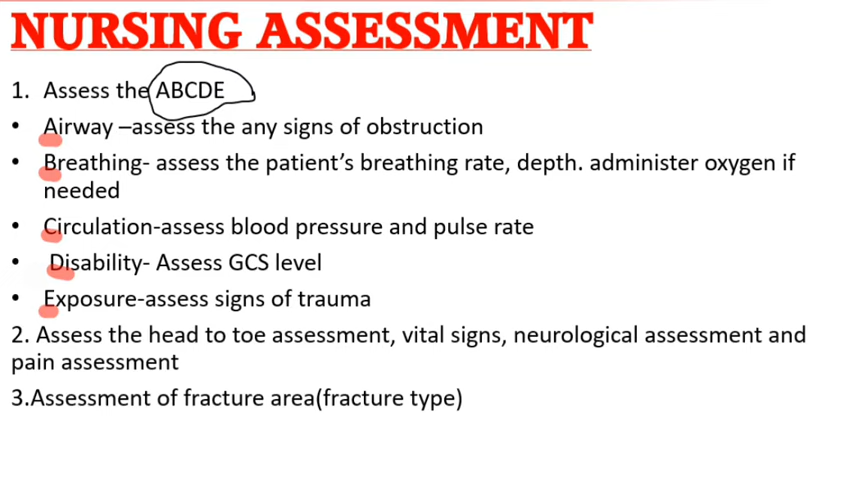 NURSING ASSESSMENT
1. Assess the ABCDE
• Airway –assess the any signs of obstruction
• Breathing- assess the patient's breathing rate, depth. administer oxygen if
needed
• Circulation-assess blood pressure and pulse rate
• Disability- Assess GCS level
• Exposure-assess signs of trauma
2. Assess the head to toe assessment, vital signs, neurological assessment and
pain assessment
3.Assessment of fracture area(fracture type)